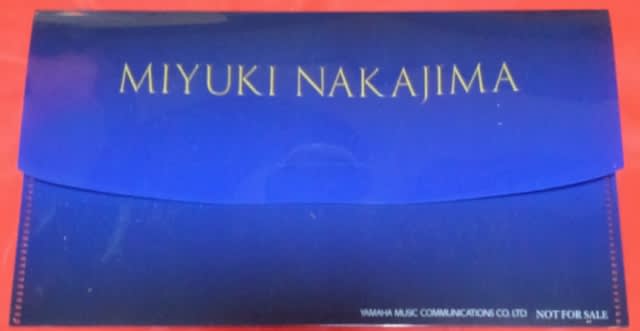 MIYUKI NAKAJIMA
YAMAHA MUSIC COMMUNICATIONS CO. LTD. NOT FOR SALE